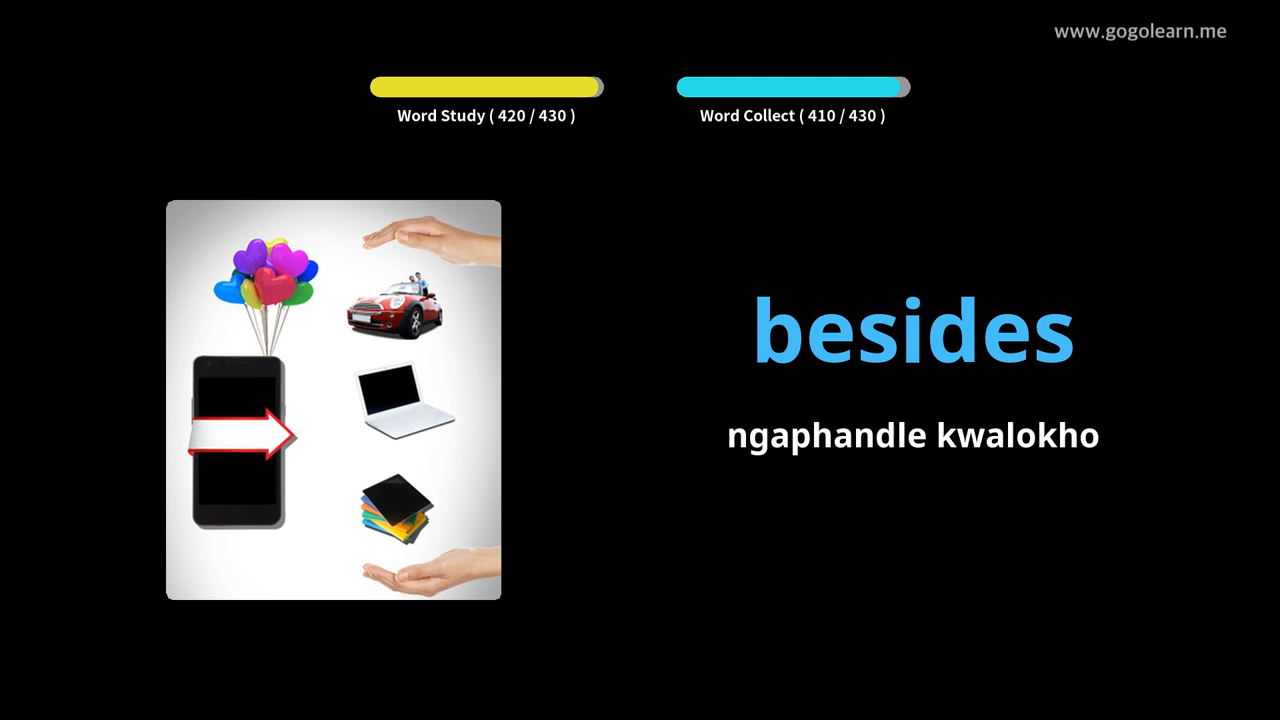 www.gogolearn.me
Word Study ( 420 / 430 )
Word Collect ( 410 / 430 )
besides
ngaphandle kwalokho